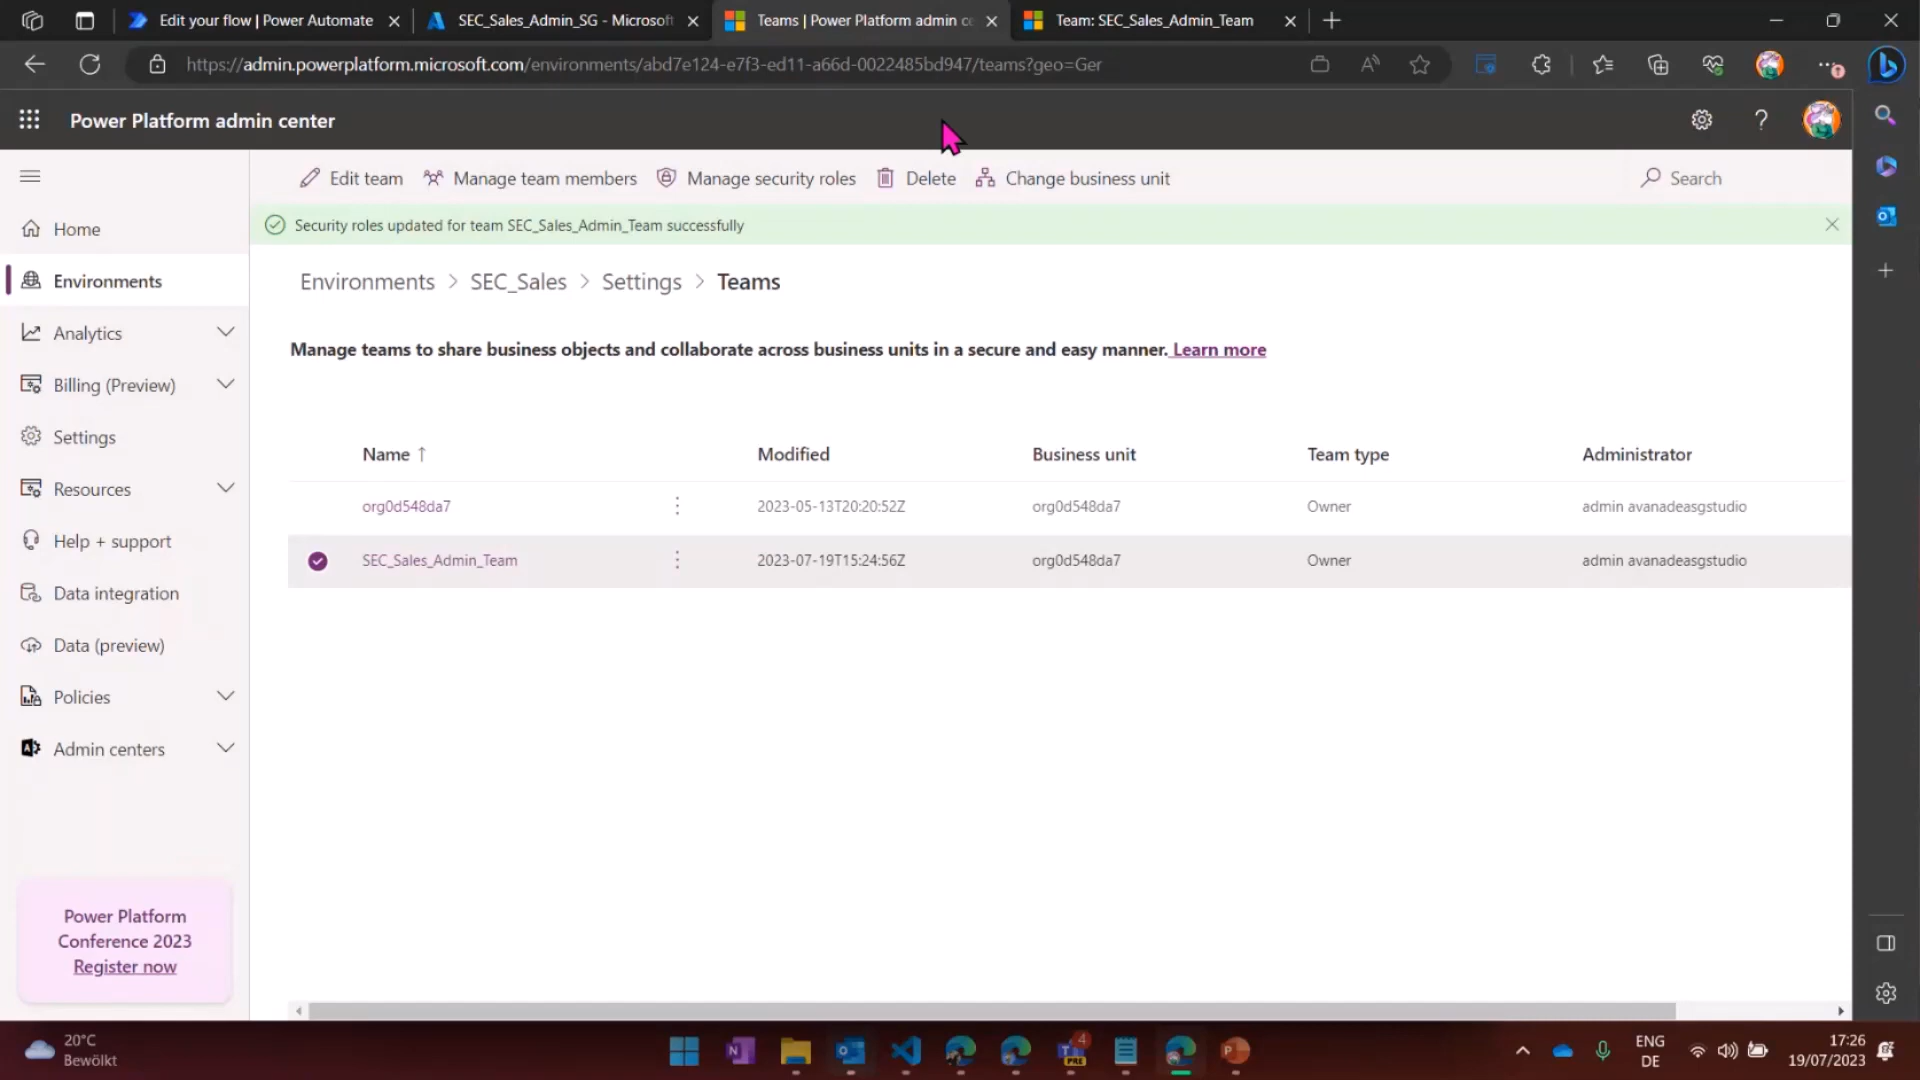 Edit your flow | Power Automate
SEC_Sales_Admin_SG - Microsoft
Teams | Power Platform admin ce
Team: SEC_Sales_Admin_Team
https://admin.powerplatform.microsoft.com/environments/abd7e124-e7f3-ed11-a66d-0022485bd947/teams?geo=Ger
Power Platform admin center
Edit team
Manage team members
Manage security roles
Delete
Change business unit
Search
Security roles updated for team SEC_Sales_Admin_Team successfully
Home
Environments
Analytics
Billing (Preview)
Settings
Resources
Help + support
Data integration
Data (preview)
Policies
Admin centers
Power Platform
Conference 2023
Register now
Environments > SEC_Sales > Settings > Teams
Manage teams to share business objects and collaborate across business units in a secure and easy manner. Learn more
Name ↑ Modified Business unit Team type Administrator
org0d548da7 2023-05-13T20:20:52Z org0d548da7 Owner admin avanadeasgstudio
SEC_Sales_Admin_Team 2023-07-19T15:24:56Z org0d548da7 Owner admin avanadeasgstudio
20°C
Bewölkt
4
PRE
ENG
DE
17:26
19/07/2023